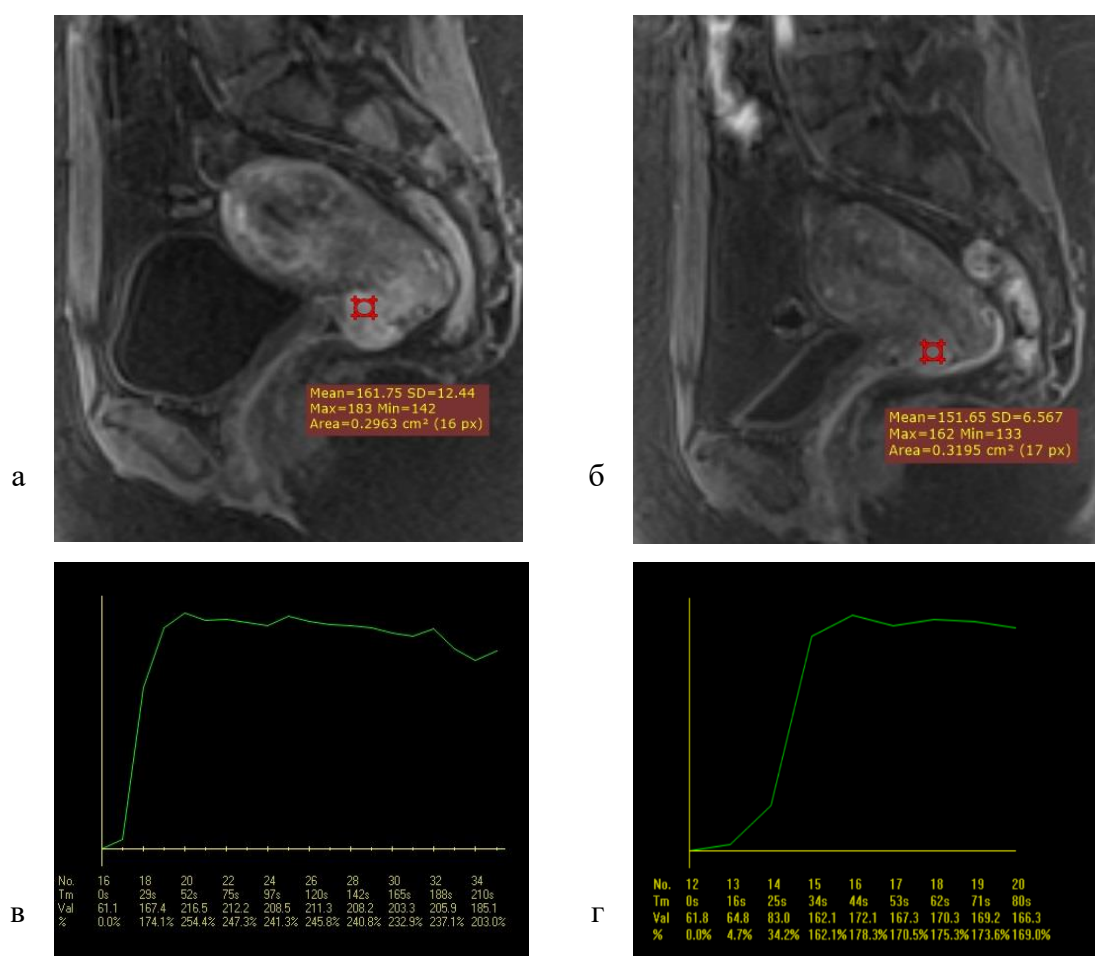 Mean=161.75 SD=12.44
Max=183 Min=142
Area=0.2963 cm² (16 px)
а
Mean=151.65 SD=6.567
Max=162 Min=133
Area=0.3195 cm² (17 px)
б
No. 16 18 20 22 24 26 28 30 32 34
Tm 0s 29s 52s 75s 97s 120s 142s 165s 188s 210s
Val 61.1 167.4 216.5 212.2 208.5 211.3 208.2 203.3 205.9 185.1
% 0.0% 174.1% 254.4% 247.3% 241.3% 245.8% 240.8% 232.9% 237.1% 203.0%
в
No. 12 13 14 15 16 17 18 19 20
Tm 0s 16s 25s 34s 44s 53s 62s 71s 80s
Val 61.8 64.8 83.0 162.1 172.1 167.3 170.3 169.2 166.3
% 0.0% 4.7% 34.2% 162.1% 178.3% 170.5% 175.3% 173.6% 169.0%
г